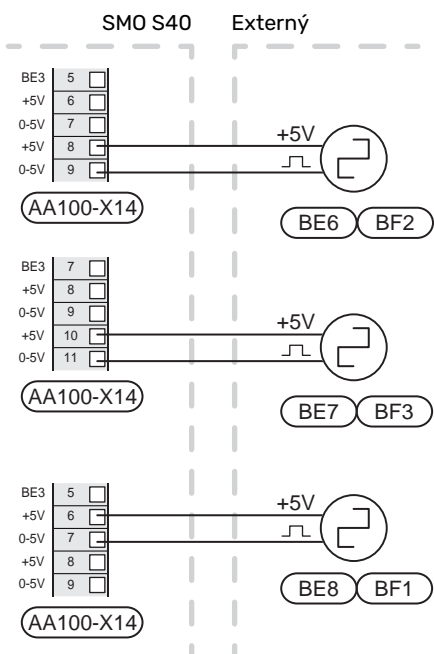 SMO S40 Externý
BE3 5
+5V 6
0-5V 7
+5V 8 +5V
0-5V 9
AA100-X14
BE6 BF2
BE3 7
+5V 8
0-5V 9
+5V 10 +5V
0-5V 11
AA100-X14
BE7 BF3
BE3 5
+5V 6 +5V
0-5V 7
+5V 8
0-5V 9
BE8 BF1
AA100-X14